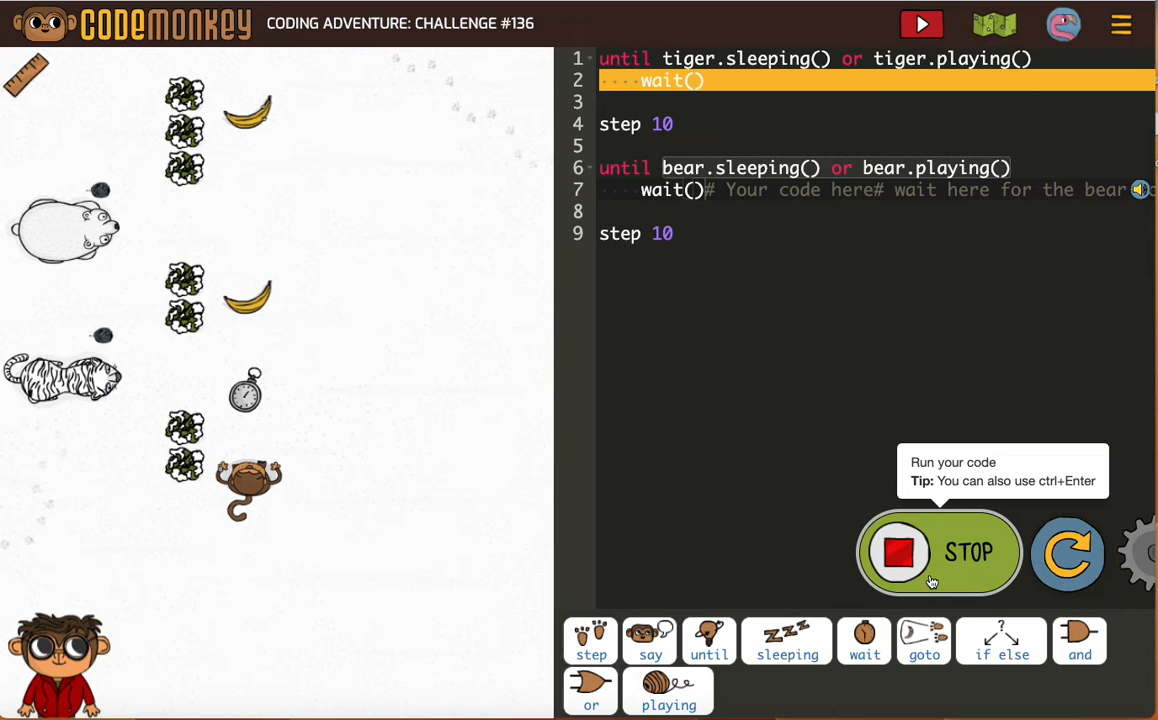 CODEMONKEY CODING ADVENTURE: CHALLENGE #136
1 until tiger.sleeping() or tiger.playing()
2 wait()
3
4 step 10
5
6 until bear.sleeping() or bear.playing()
7 wait()# Your code here# wait here for the bear
8
9 step 10
Run your code
Tip: You can also use ctrl+Enter
STOP
step say until sleeping wait goto if else and
or playing